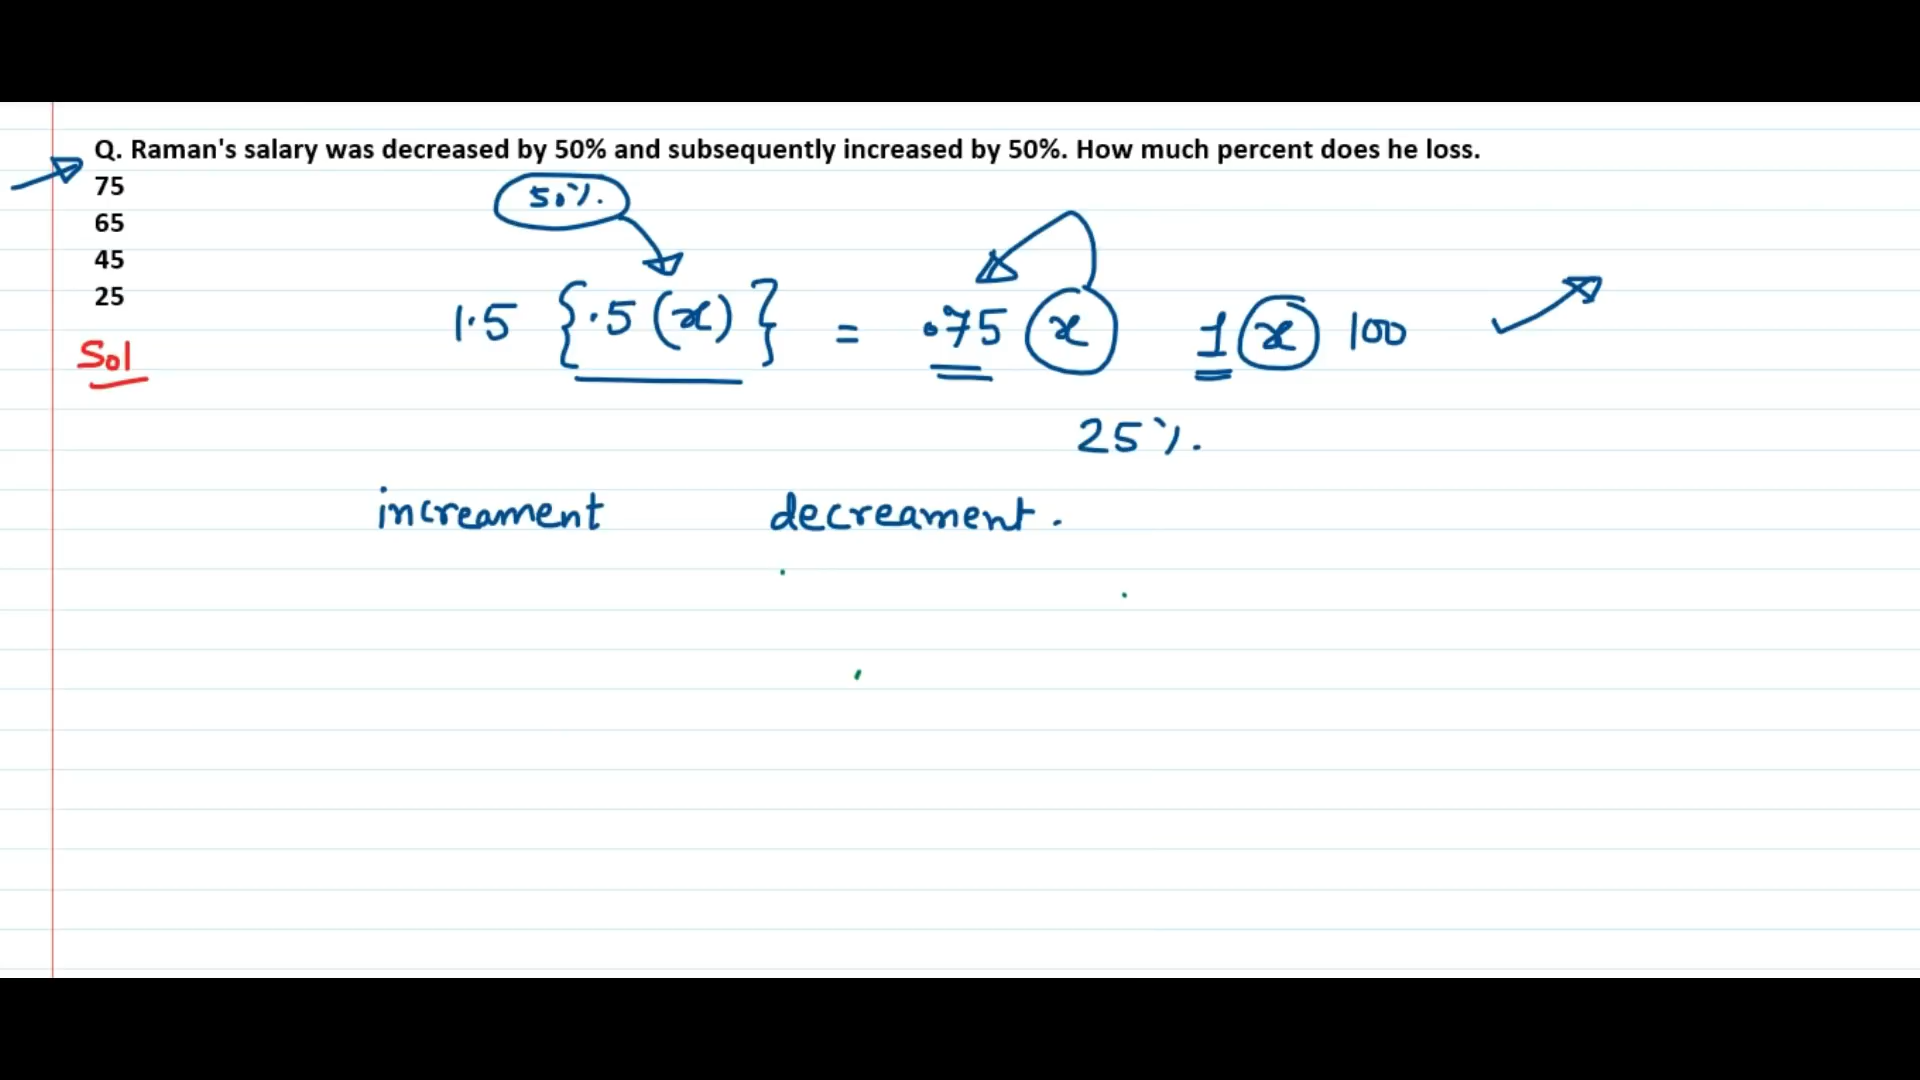 Q. Raman's salary was decreased by 50% and subsequently increased by 50%. How much percent does he loss.
75
65
45
25
50%.
Sol
1.5 {.5 (x)} = .75 x 1 x 100
25%.
increament decreament.